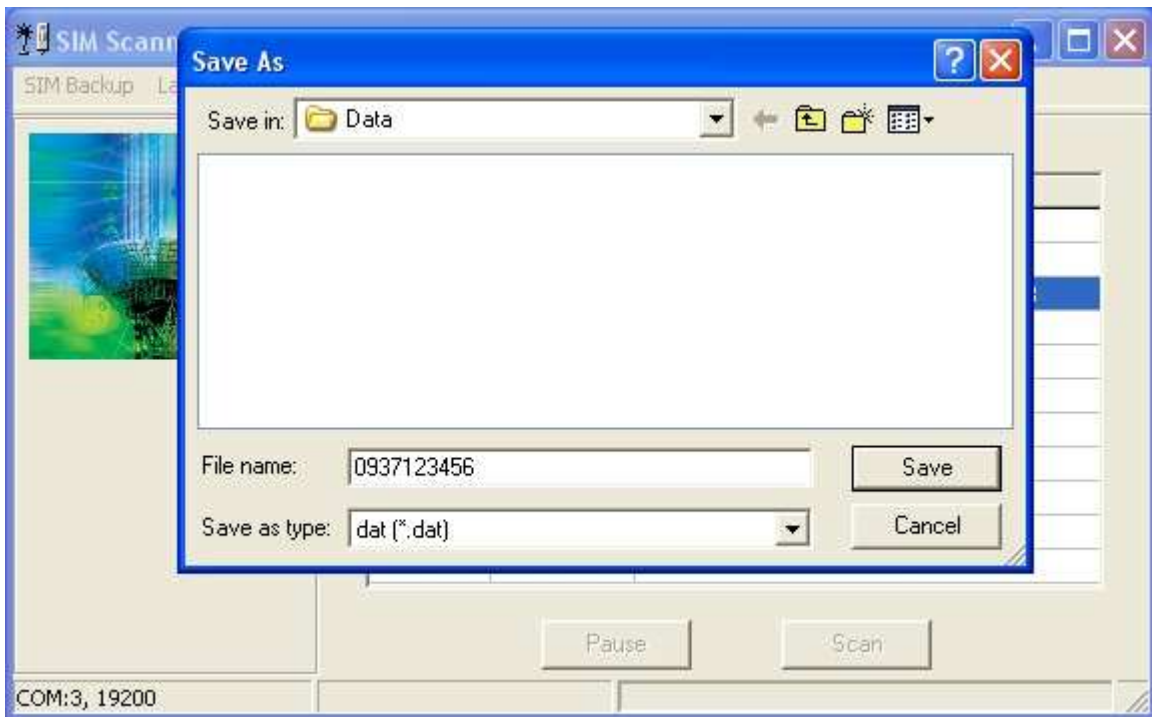 SIM Scann
Save As
SIM Backup La
Save in: Data
File name: 0937123456
Save
Save as type: dat (*.dat)
Cancel
Pause
Scan
COM:3, 19200